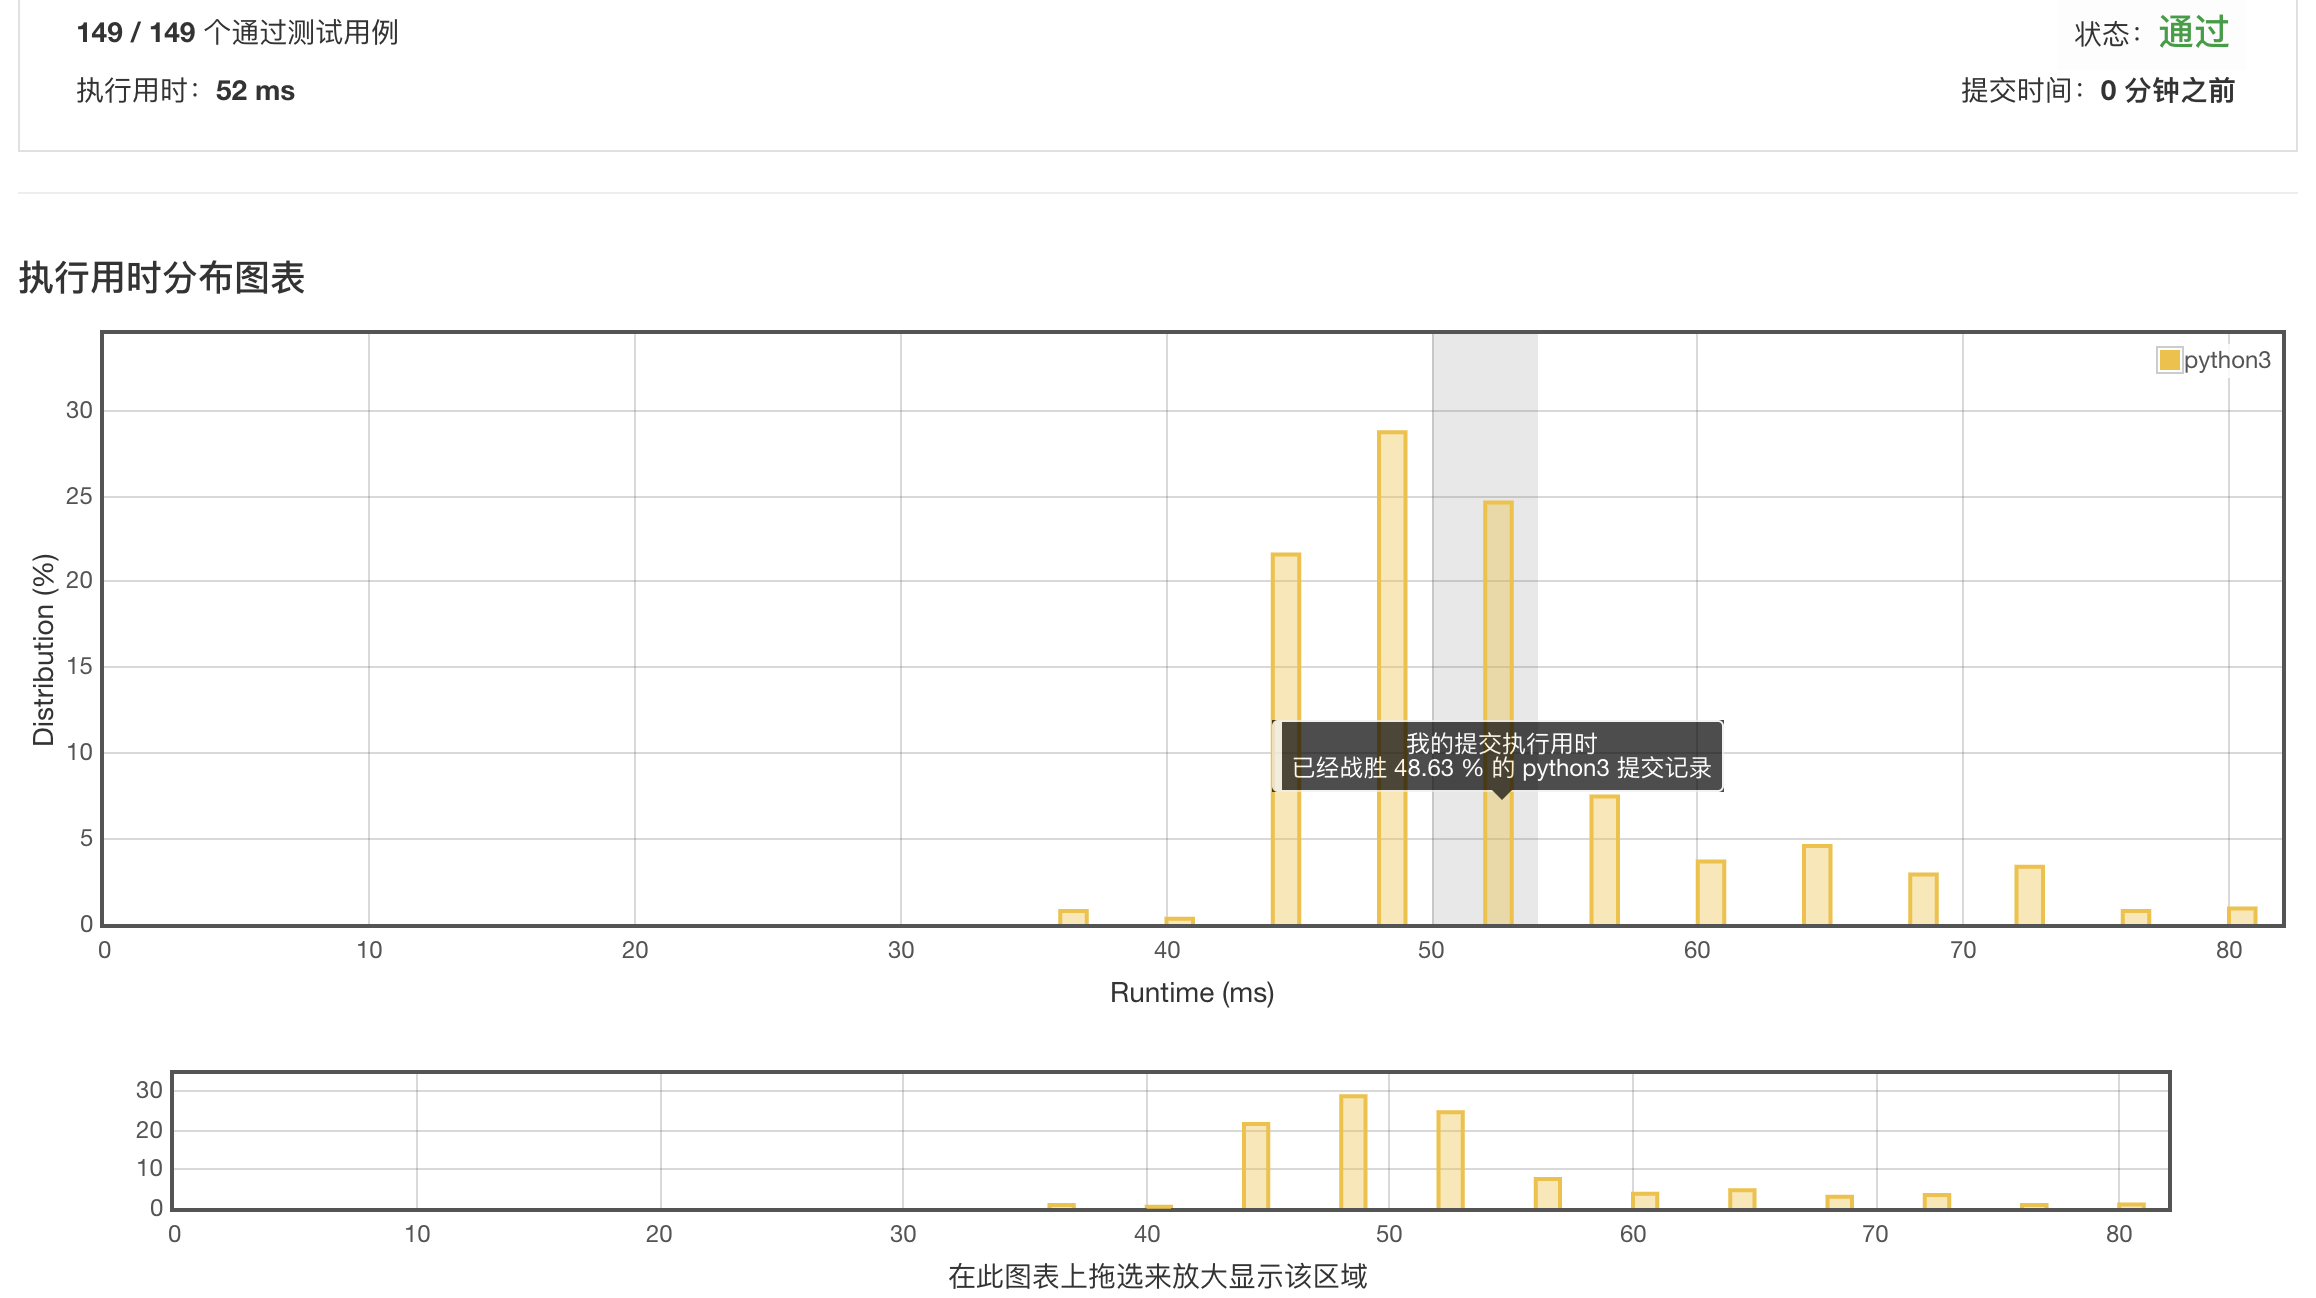 149 / 149 个通过测试用例
状态：通过
执行用时：52 ms
提交时间：0 分钟之前
执行用时分布图表
python3
30
25
20
15
10
5
0
Distribution (%)
我的提交执行用时
已经战胜 48.63 % 的 python3 提交记录
0 10 20 30 40 50 60 70 80
Runtime (ms)
30
20
10
0
0 10 20 30 40 50 60 70 80
在此图表上拖选来放大显示该区域